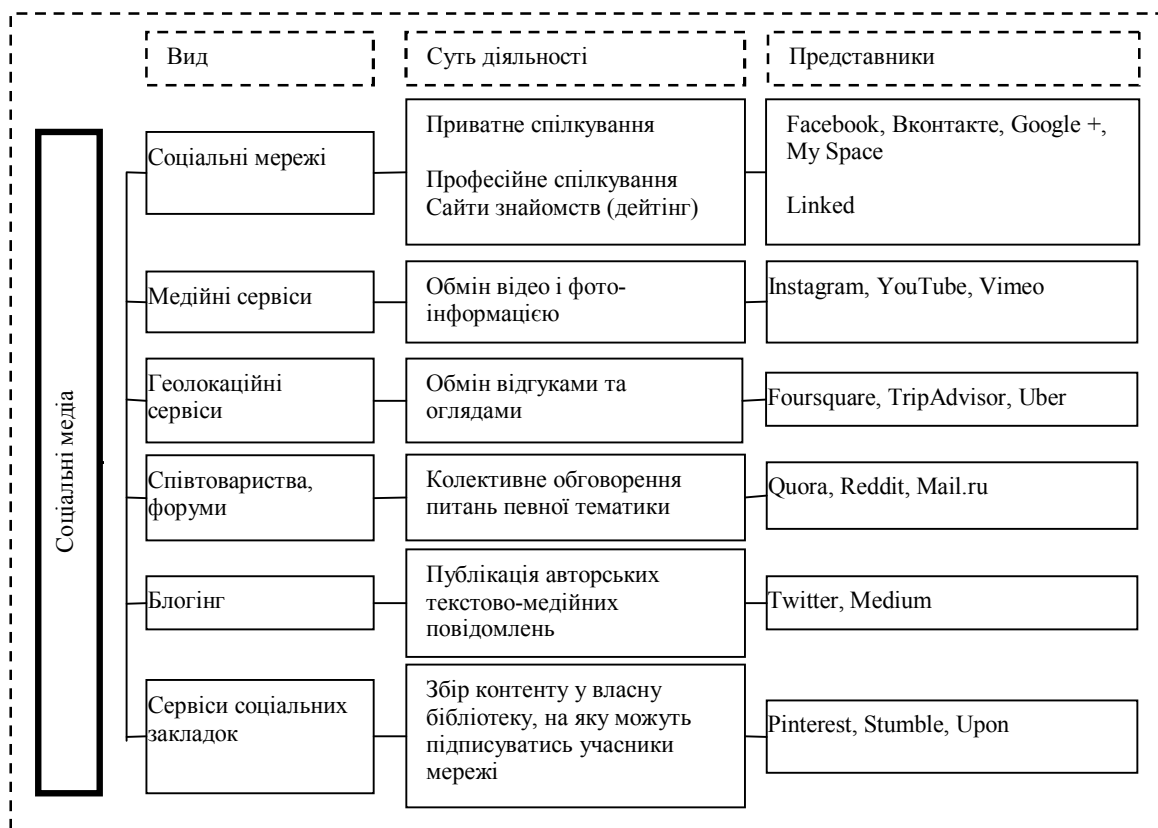 Вид
Суть діяльності
Представники
Соціальні медіа
Соціальні мережі
Приватне спілкування
Професійне спілкування
Сайти знайомств (дейтінг)
Facebook, Вконтакте, Google +,
My Space
Linked
Медійні сервіси
Обмін відео і фото-
інформацією
Instagram, YouTube, Vimeo
Геолокаційні
сервіси
Обмін відгуками та
оглядами
Foursquare, TripAdvisor, Uber
Співтовариства,
форуми
Колективне обговорення
питань певної тематики
Quora, Reddit, Mail.ru
Блогінг
Публікація авторських
текстово-медійних
повідомлень
Twitter, Medium
Сервіси соціальних
закладок
Збір контенту у власну
бібліотеку, на яку можуть
підписуватись учасники
мережі
Pinterest, Stumble, Upon